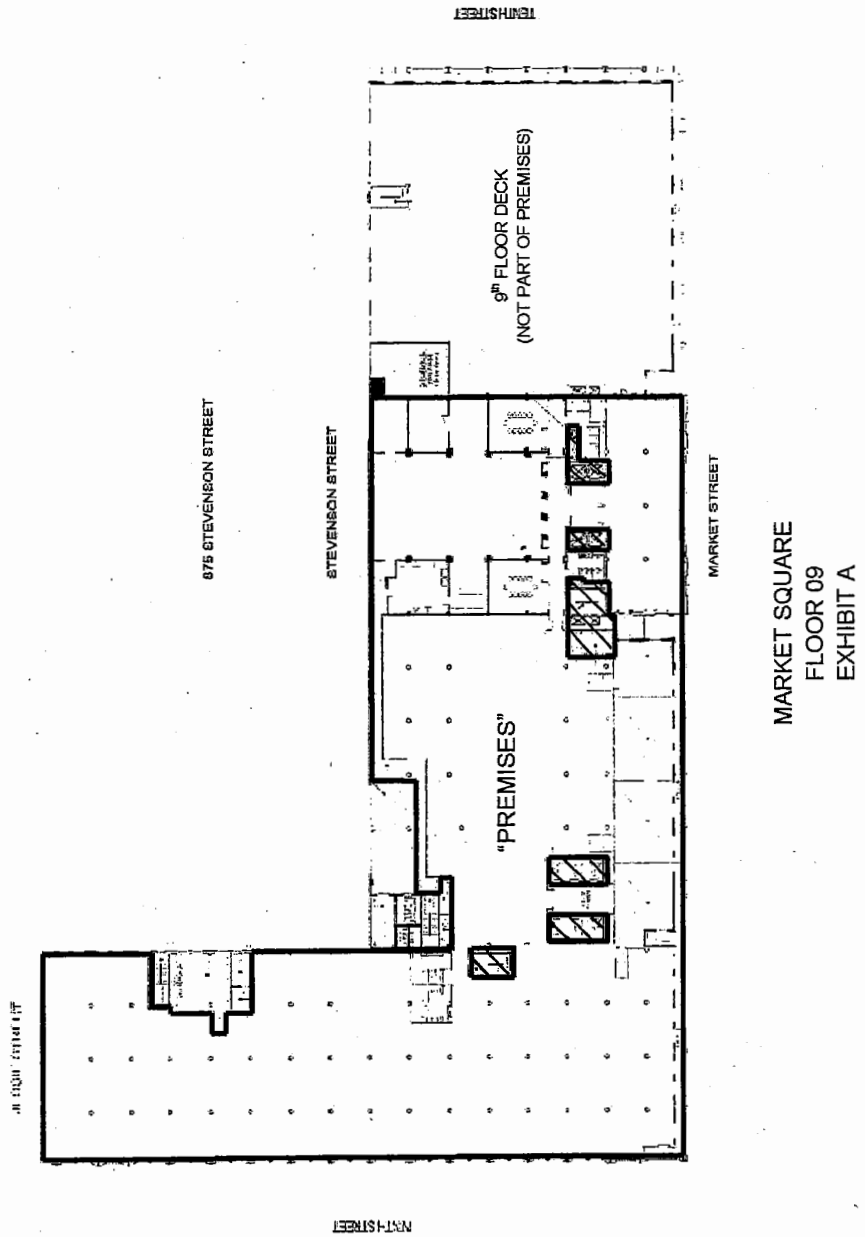 TENTH STREET
9th FLOOR DECK
(NOT PART OF PREMISES)
875 STEVENSON STREET
STEVENSON STREET
MARKET STREET
"PREMISES"
NINTH STREET
MARKET SQUARE
FLOOR 09
EXHIBIT A